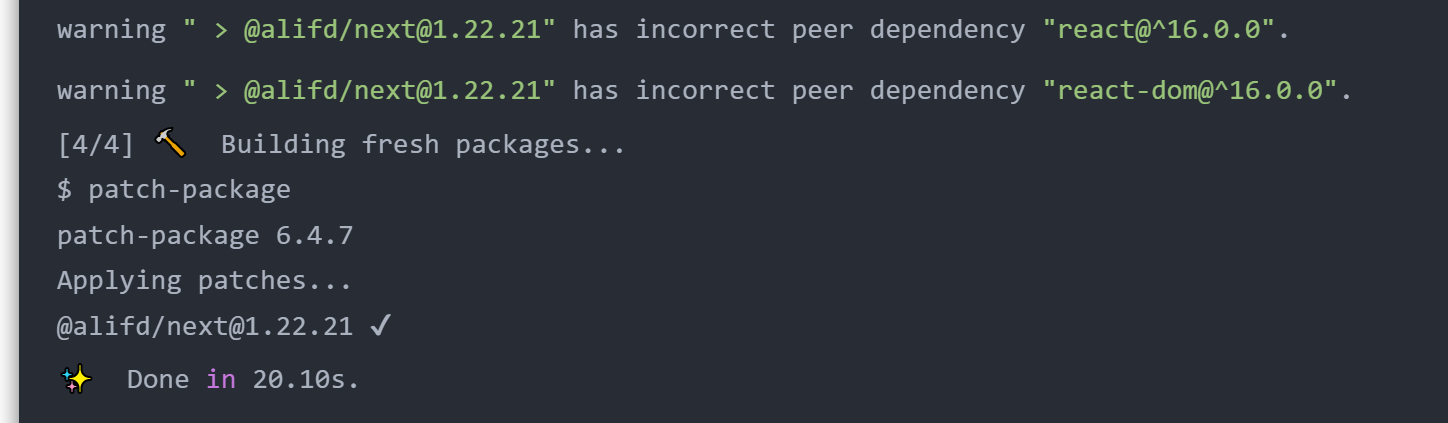 warning " > @alifd/next@1.22.21" has incorrect peer dependency "react@^16.0.0".
warning " > @alifd/next@1.22.21" has incorrect peer dependency "react-dom@^16.0.0".
[4/4] 🔨 Building fresh packages...
$ patch-package
patch-package 6.4.7
Applying patches...
@alifd/next@1.22.21 ✔
✨ Done in 20.10s.